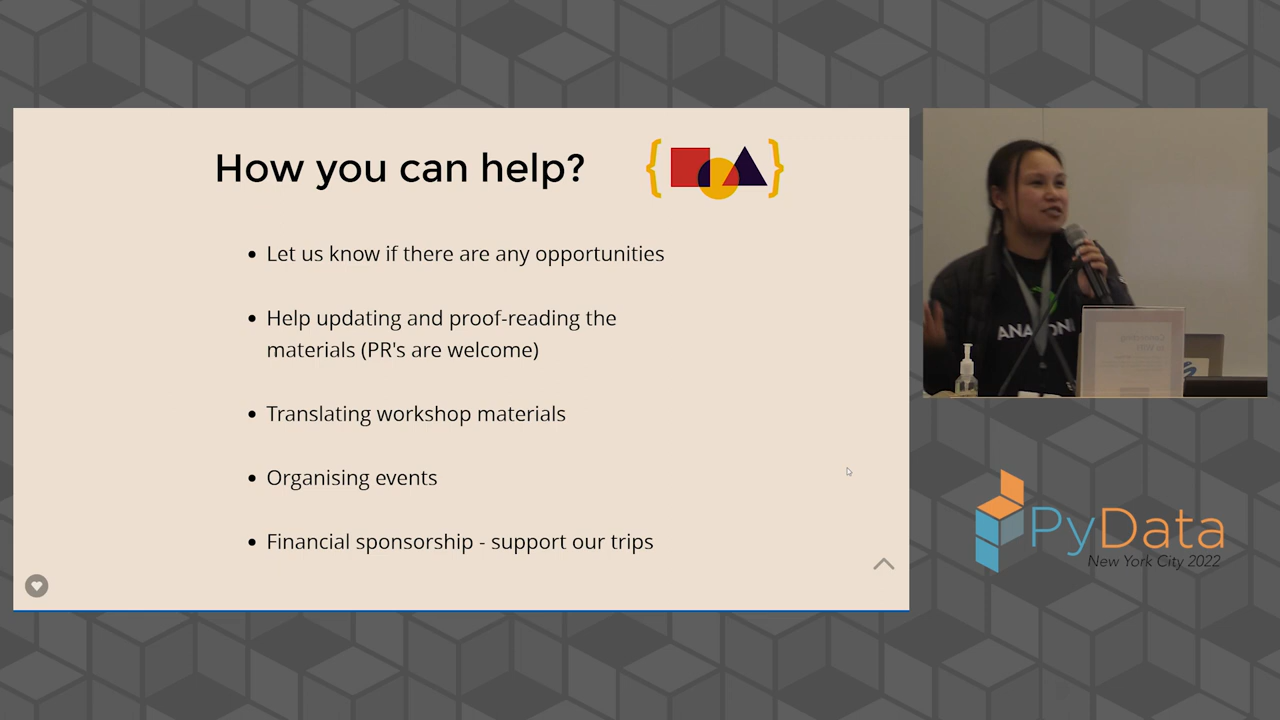 How you can help?
• Let us know if there are any opportunities
• Help updating and proof-reading the
materials (PR's are welcome)
• Translating workshop materials
• Organising events
• Financial sponsorship - support our trips
PyData
New York City 2022